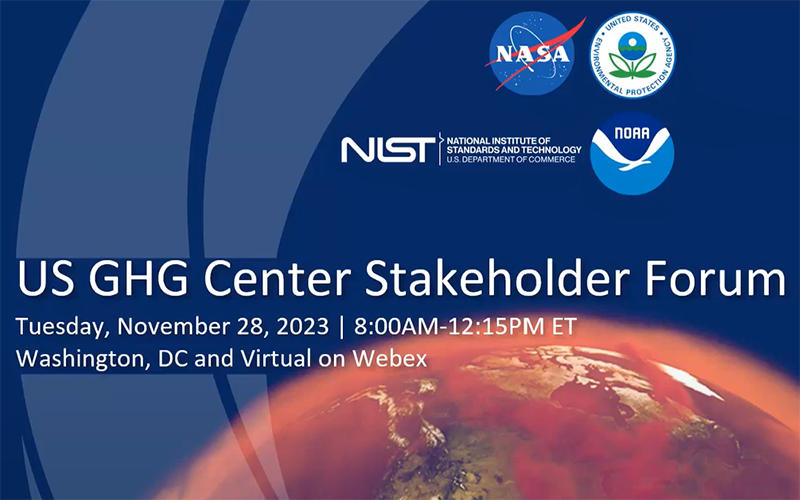 NASA
UNITED STATES
ENVIRONMENTAL PROTECTION AGENCY
NIST
NATIONAL INSTITUTE OF
STANDARDS AND TECHNOLOGY
U.S. DEPARTMENT OF COMMERCE
NOAA
US GHG Center Stakeholder Forum
Tuesday, November 28, 2023 | 8:00AM-12:15PM ET
Washington, DC and Virtual on Webex